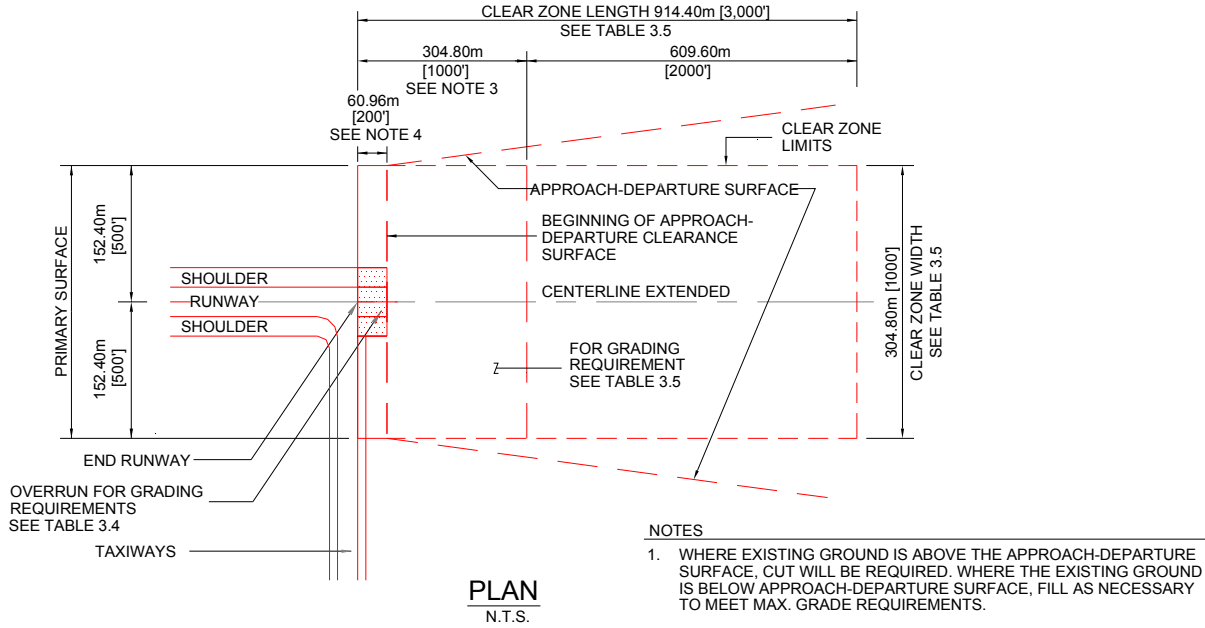 CLEAR ZONE LENGTH 914.40m [3,000']
SEE TABLE 3.5
304.80m
[1000']
SEE NOTE 3
609.60m
[2000']
60.96m
[200']
SEE NOTE 4
CLEAR ZONE
LIMITS
APPROACH-DEPARTURE SURFACE
BEGINNING OF APPROACH-
DEPARTURE CLEARANCE
SURFACE
PRIMARY SURFACE
152.40m
[500']
152.40m
[500']
SHOULDER
RUNWAY
SHOULDER
CENTERLINE EXTENDED
FOR GRADING
REQUIREMENT
SEE TABLE 3.5
304.80m [1000']
CLEAR ZONE WIDTH
SEE TABLE 3.5
END RUNWAY
OVERRUN FOR GRADING
REQUIREMENTS
SEE TABLE 3.4
TAXIWAYS
PLAN
N.T.S.
NOTES
1. WHERE EXISTING GROUND IS ABOVE THE APPROACH-DEPARTURE
SURFACE, CUT WILL BE REQUIRED. WHERE THE EXISTING GROUND
IS BELOW APPROACH-DEPARTURE SURFACE, FILL AS NECESSARY
TO MEET MAX. GRADE REQUIREMENTS.